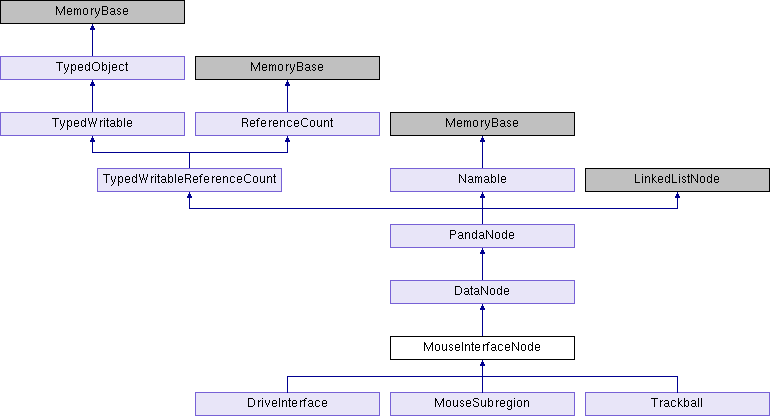 MemoryBase
TypedObject
MemoryBase
TypedWritable
ReferenceCount
MemoryBase
TypedWritableReferenceCount
Namable
LinkedListNode
PandaNode
DataNode
MouseInterfaceNode
DriveInterface
MouseSubregion
Trackball